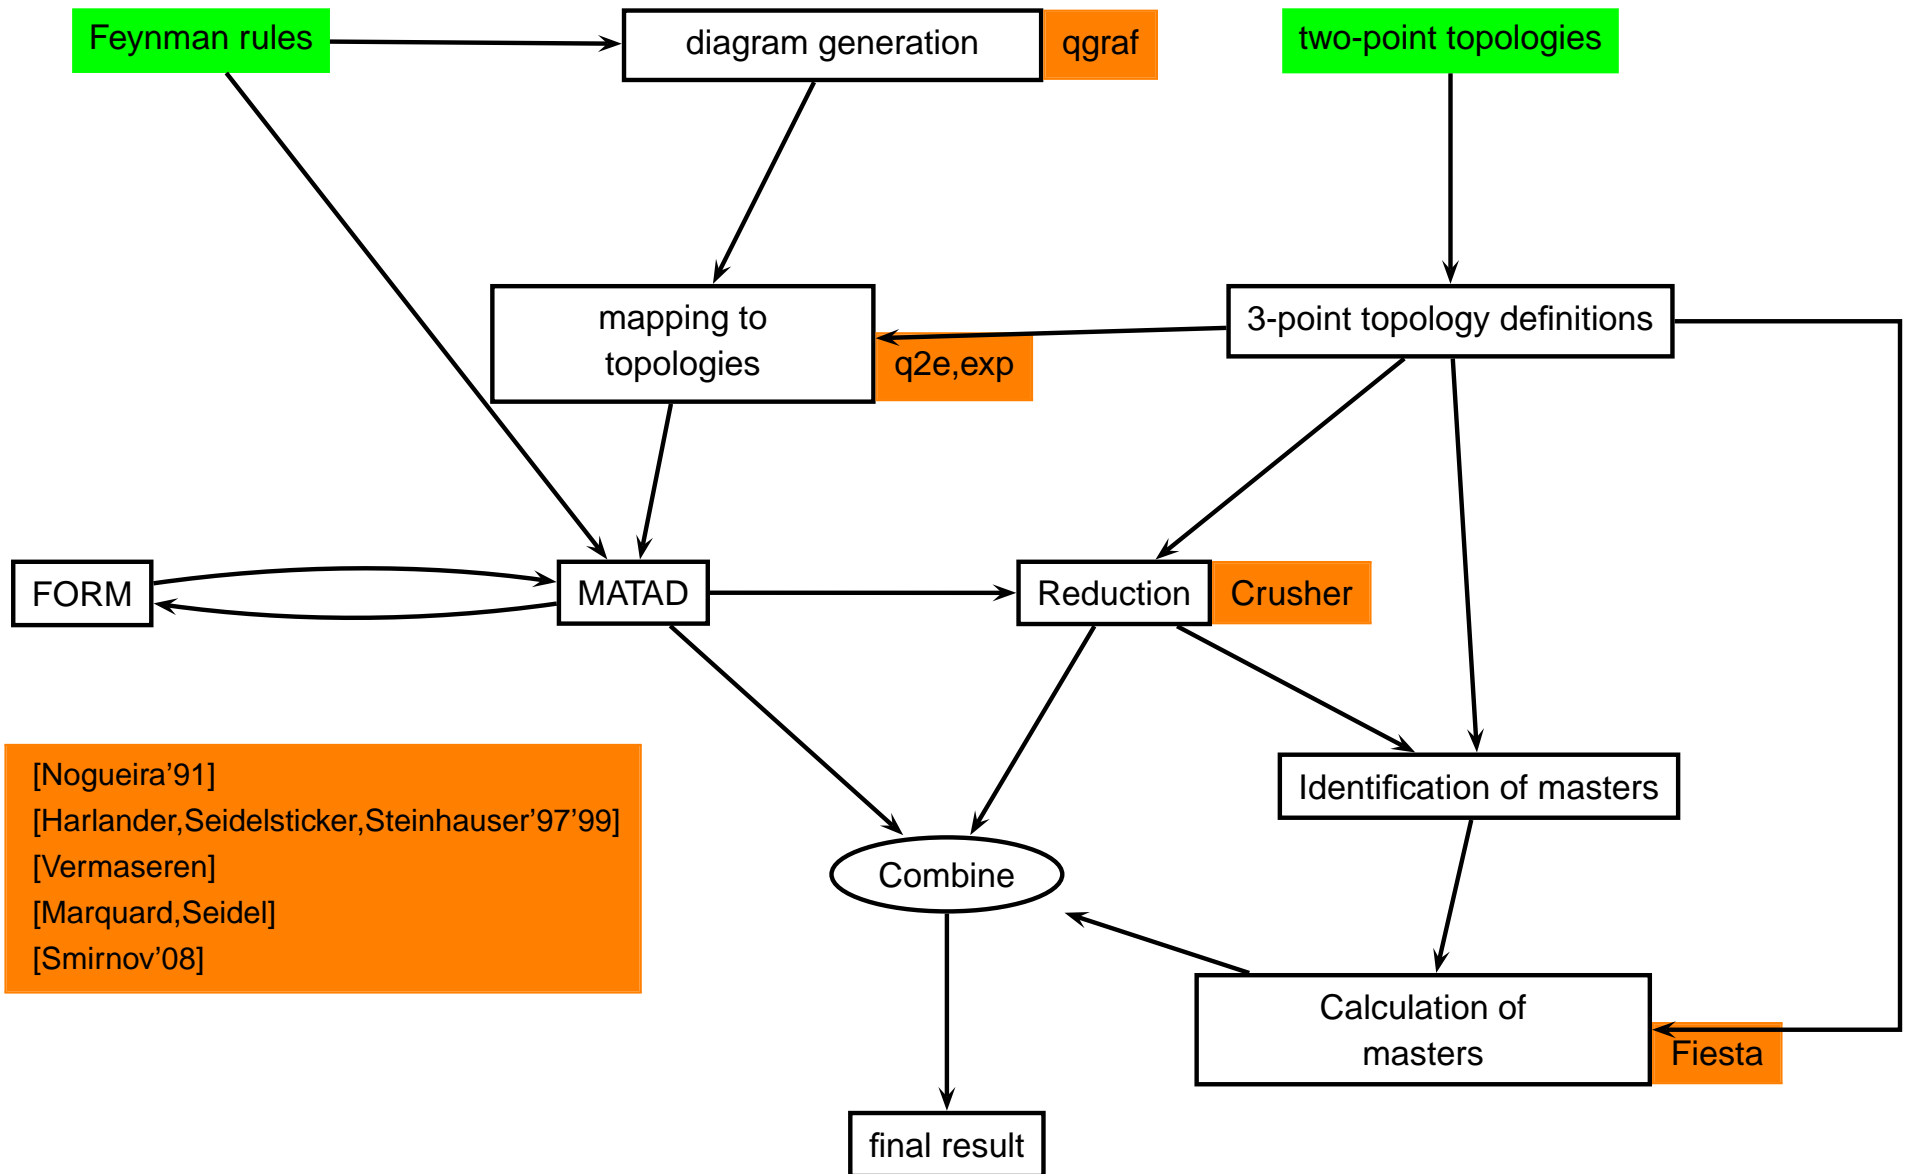 Feynman rules
diagram generation
qgraf
two-point topologies
mapping to
topologies
q2e,exp
3-point topology definitions
FORM
MATAD
Reduction
Crusher
[Nogueira’91]
[Harlander,Seidelsticker,Steinhauser’97’99]
[Vermaseren]
[Marquard,Seidel]
[Smirnov’08]
Identification of masters
Combine
Calculation of
masters
Fiesta
final result